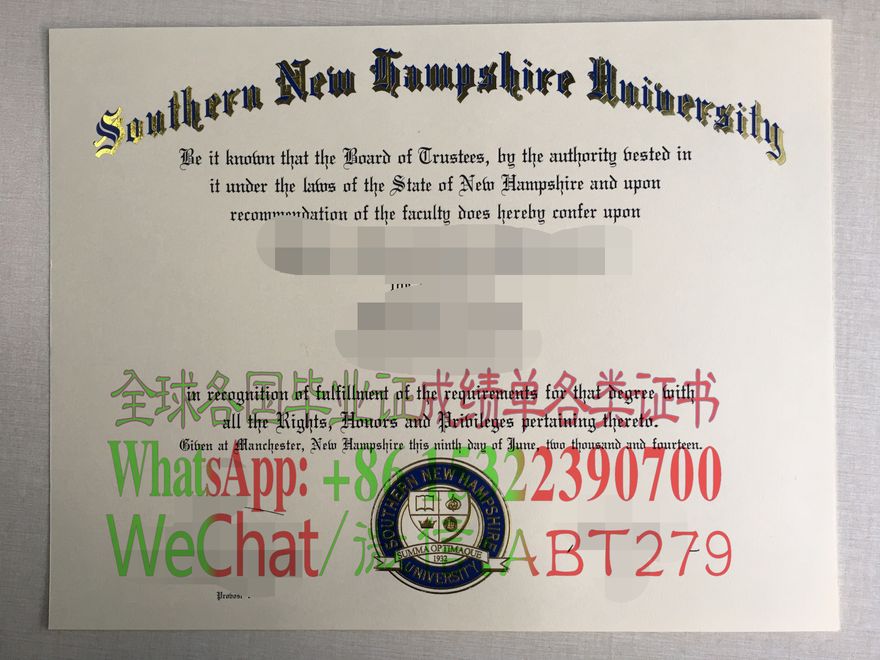 Southern New Hampshire University
Be it known that the Board of Trustees, by the authority vested in
it under the laws of the State of New Hampshire and upon
recommendation of the faculty does hereby confer upon
全球各国毕业证成绩单各类证书
in recognition of fulfillment of the requirements for that degree with
all the Rights, Honors and Privileges pertaining thereto.
Given at Manchester, New Hampshire this ninth day of June, two thousand and fourteen.
WhatsApp: +86 15322390700
SOUTHERN NEW HAMPSHIRE
WeChat/微信:ABT279
SUMMA OPTIMAQUE
1932
UNIVERSITY